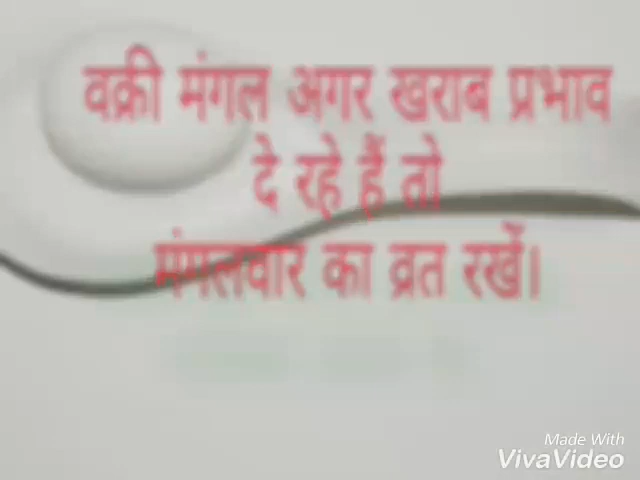 वक्री मंगल अगर खराब प्रभाव
दे रहे हैं तो
मंगलवार का व्रत रखें।
Made With
VivaVideo